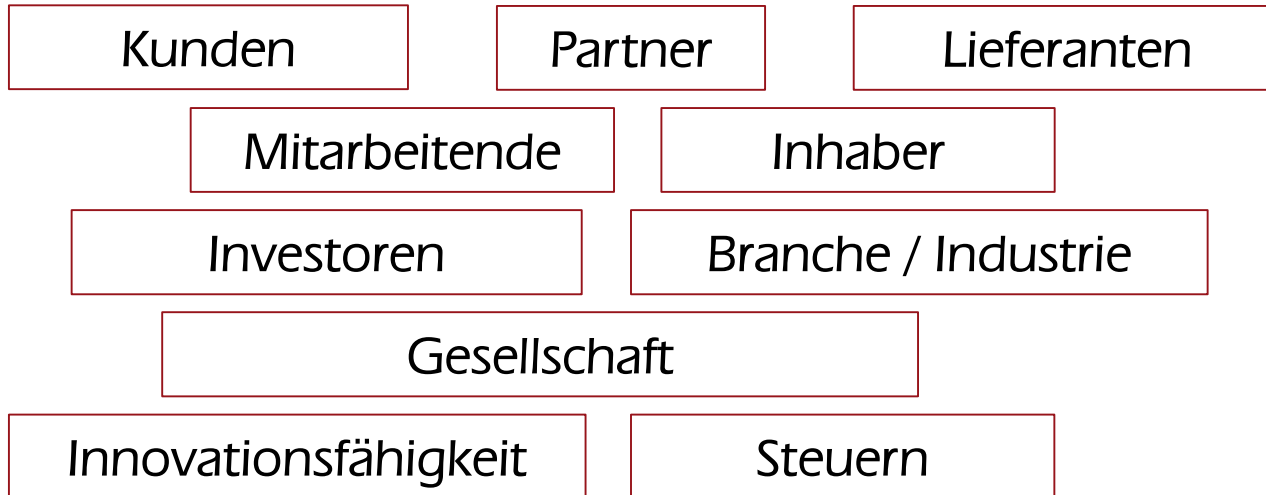 Kunden Partner Lieferanten
Mitarbeitende Inhaber
Investoren Branche / Industrie
Gesellschaft
Innovationsfähigkeit Steuern